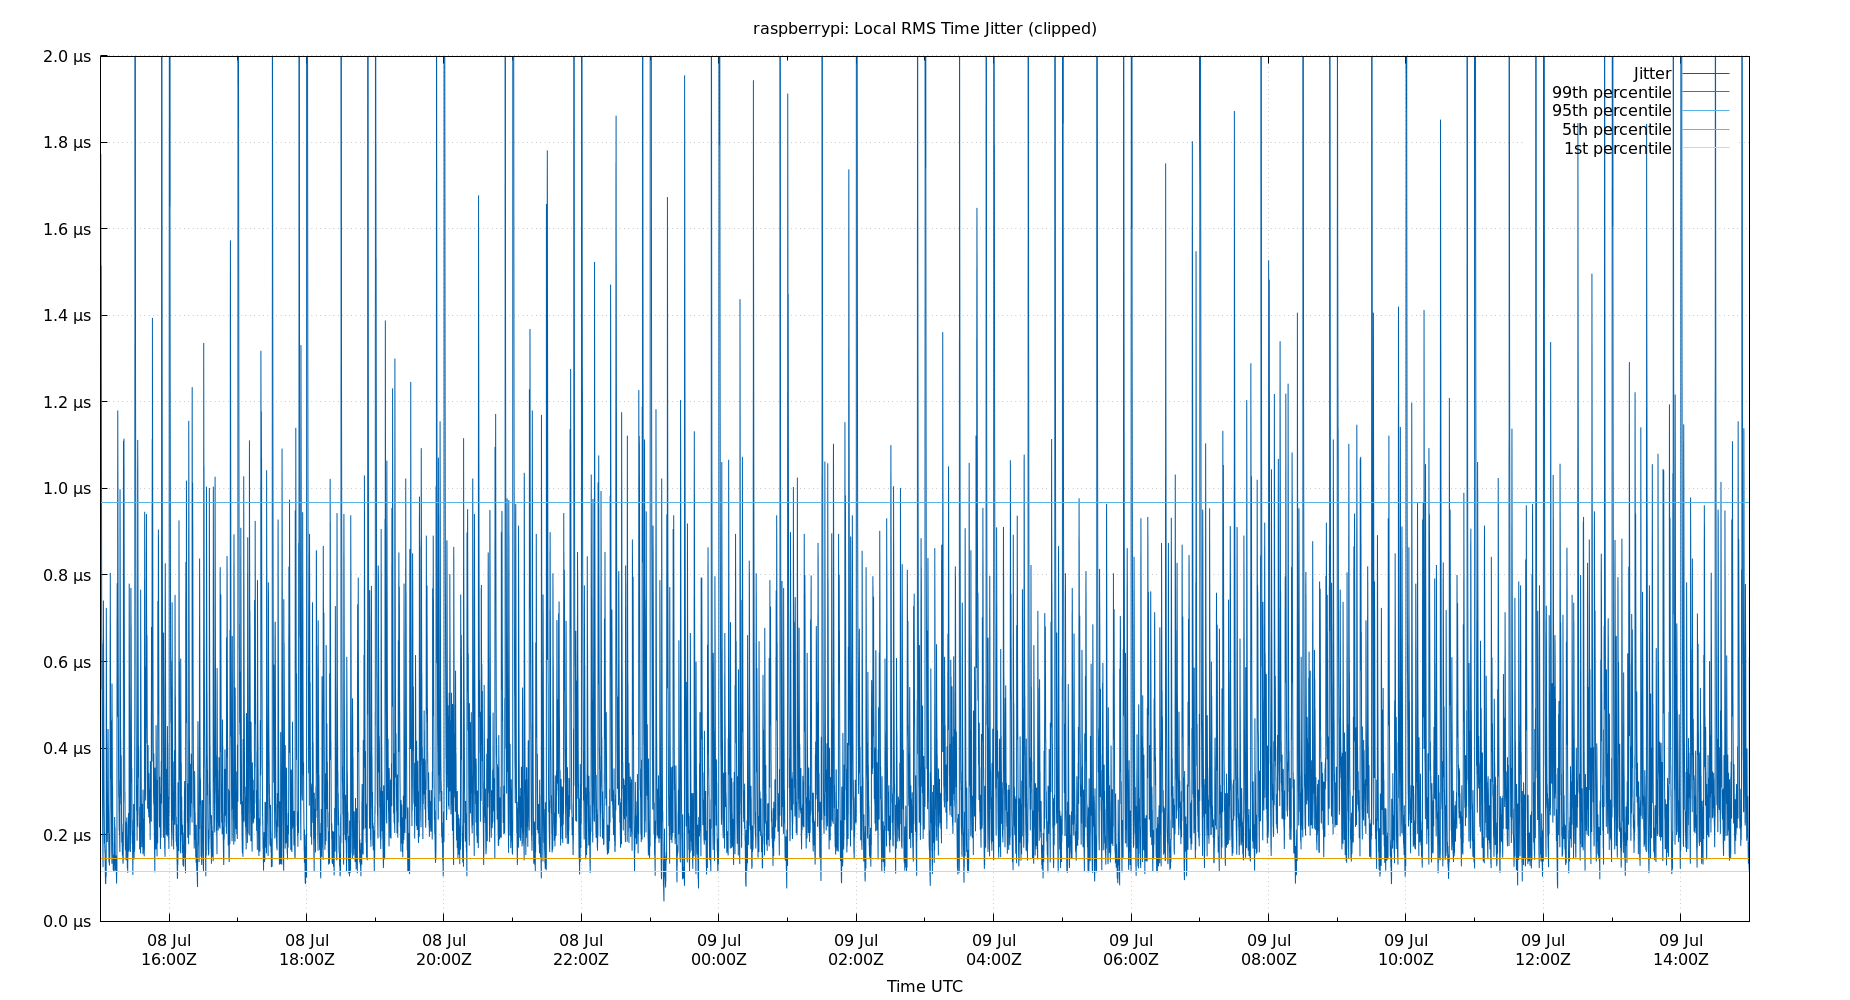 raspberrypi: Local RMS Time Jitter (clipped)
2.0 µs
1.8 µs
1.6 µs
1.4 µs
1.2 µs
1.0 µs
0.8 µs
0.6 µs
0.4 µs
0.2 µs
0.0 µs
Jitter
99th percentile
95th percentile
5th percentile
1st percentile
08 Jul 08 Jul 08 Jul 08 Jul 09 Jul 09 Jul 09 Jul 09 Jul 09 Jul 09 Jul 09 Jul 09 Jul
16:00Z 18:00Z 20:00Z 22:00Z 00:00Z 02:00Z 04:00Z 06:00Z 08:00Z 10:00Z 12:00Z 14:00Z
Time UTC